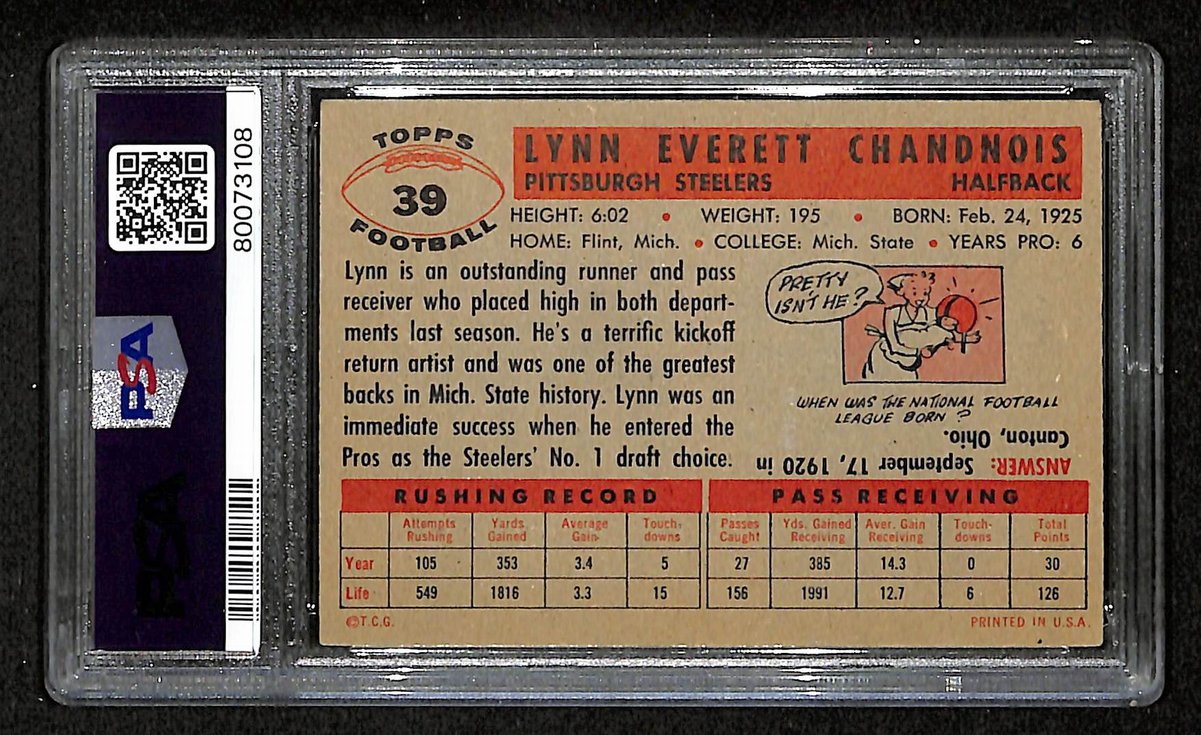 80073108
PSA
PSA
TOPPS
39
FOOTBALL
LYNN EVERETT CHANDNOIS
PITTSBURGH STEELERS HALFBACK
HEIGHT: 6:02 • WEIGHT: 195 • BORN: Feb. 24, 1925
HOME: Flint, Mich. • COLLEGE: Mich. State • YEARS PRO: 6
Lynn is an outstanding runner and pass
receiver who placed high in both depart-
ments last season. He's a terrific kickoff
return artist and was one of the greatest
backs in Mich. State history. Lynn was an
immediate success when he entered the
Pros as the Steelers' No. 1 draft choice.
PRETTY
ISN'T HE?
WHEN WAS THE NATIONAL FOOTBALL
LEAGUE BORN ?
ANSWER: September 17, 1920 in
Canton, Ohio.
RUSHING RECORD PASS RECEIVING
Attempts Rushing Yards Gained Average Gain Touch-downs Passes Caught Yds. Gained Receiving Aver. Gain Receiving Touch-downs Total Points
Year 105 353 3.4 5 27 385 14.3 0 30
Life 549 1816 3.3 15 156 1991 12.7 6 126
©T.C.G. PRINTED IN U.S.A.